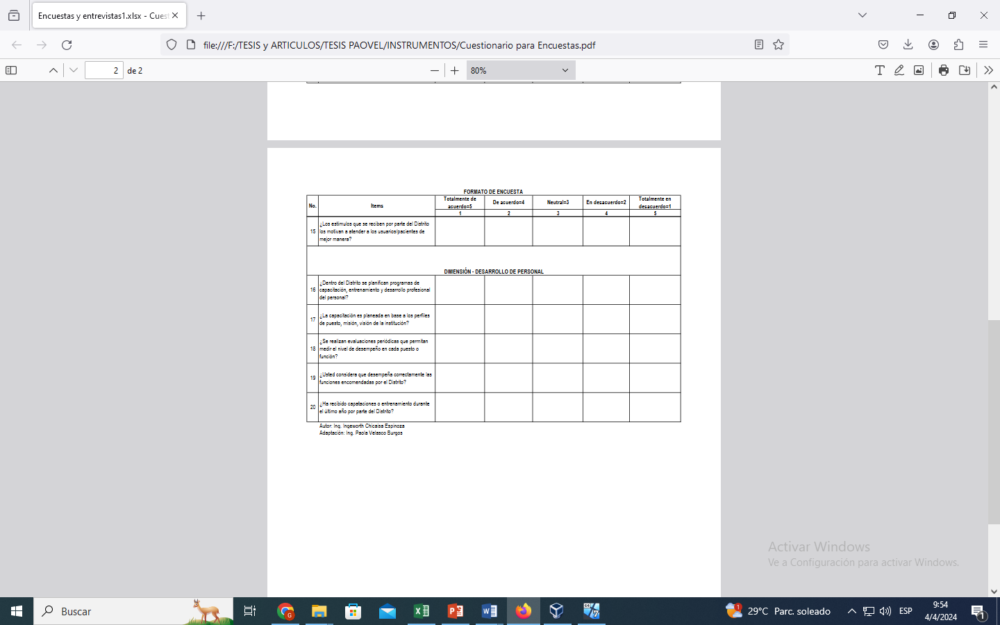 Encuestas y entrevistas1.xlsx - Cues
file:///F:/TESIS y ARTICULOS/TESIS PAOVEL/INSTRUMENTOS/Cuestionario para Encuestas.pdf
2 de 2
80%
FORMATO DE ENCUESTA
No. Items Totalmente de acuerdo=5 De acuerdo=4 Neutral=3 En desacuerdo=2 Totalmente en desacuerdo=1
1 2 3 4 5
15 ¿Los estímulos que se reciben por parte del Distrito
los motivan a atender a los usuarios/pacientes de
mejor manera?
DIMENSIÓN - DESARROLLO DE PERSONAL
16 ¿Dentro del Distrito se planifican programas de
capacitación, entrenamiento y desarrollo profesional
del personal?
17 ¿La capacitación es planeada en base a los perfiles
de puesto, misión, visión de la institución?
18 ¿Se realizan evaluaciones periódicas que permitan
medir el nivel de desempeño en cada puesto o
función?
19 ¿Usted considera que desempeña correctamente las
funciones encomendadas por el Distrito?
20 ¿Ha recibido capataciones o entrenamiento durante
el último año por parte del Distrito?
Autor: Ing. Ingeworth Chicaisa Espinoza
Adaptación: Ing. Paola Velasco Burgos
Activar Windows
Ve a Configuración para activar Windows.
Buscar
29°C Parc. soleado
ESP
9:54
4/4/2024
1